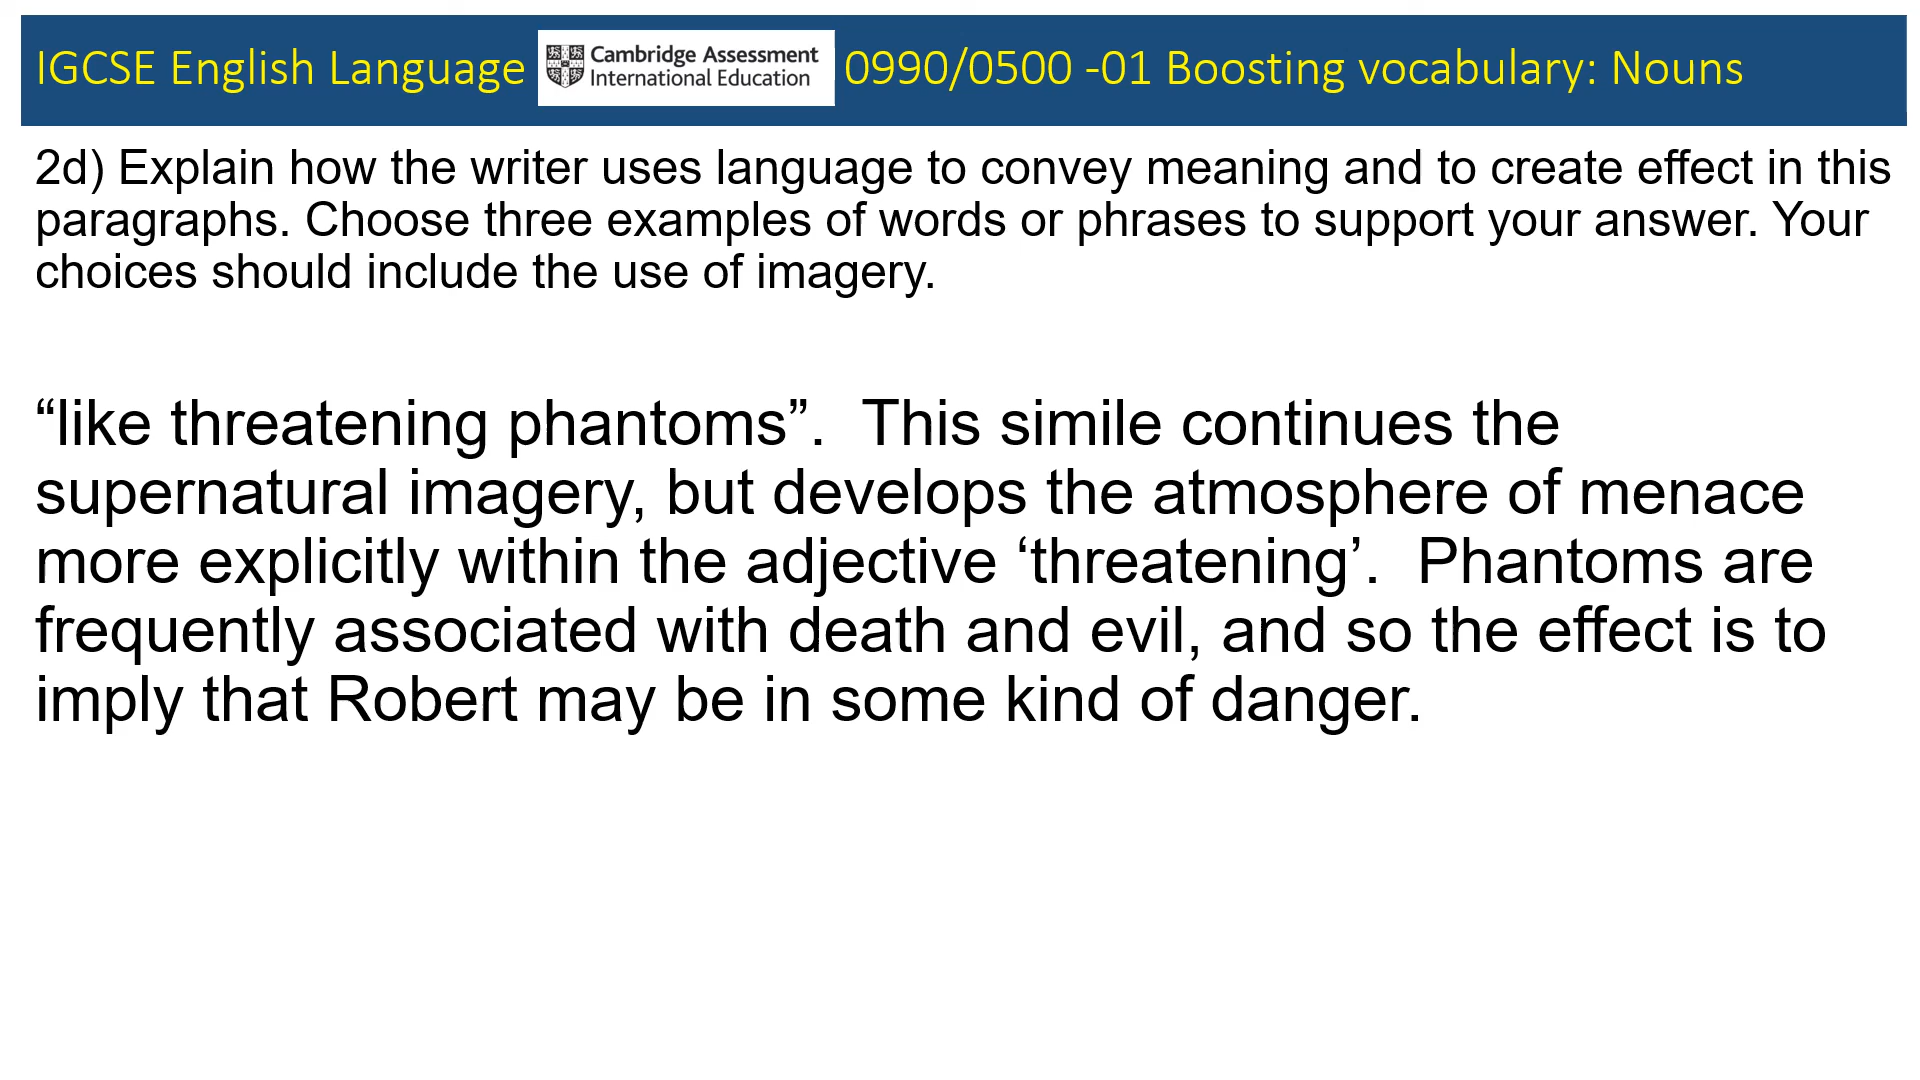 IGCSE English Language Cambridge Assessment International Education 0990/0500 -01 Boosting vocabulary: Nouns
2d) Explain how the writer uses language to convey meaning and to create effect in this
paragraphs. Choose three examples of words or phrases to support your answer. Your
choices should include the use of imagery.
“like threatening phantoms”.  This simile continues the
supernatural imagery, but develops the atmosphere of menace
more explicitly within the adjective ‘threatening’.  Phantoms are
frequently associated with death and evil, and so the effect is to
imply that Robert may be in some kind of danger.